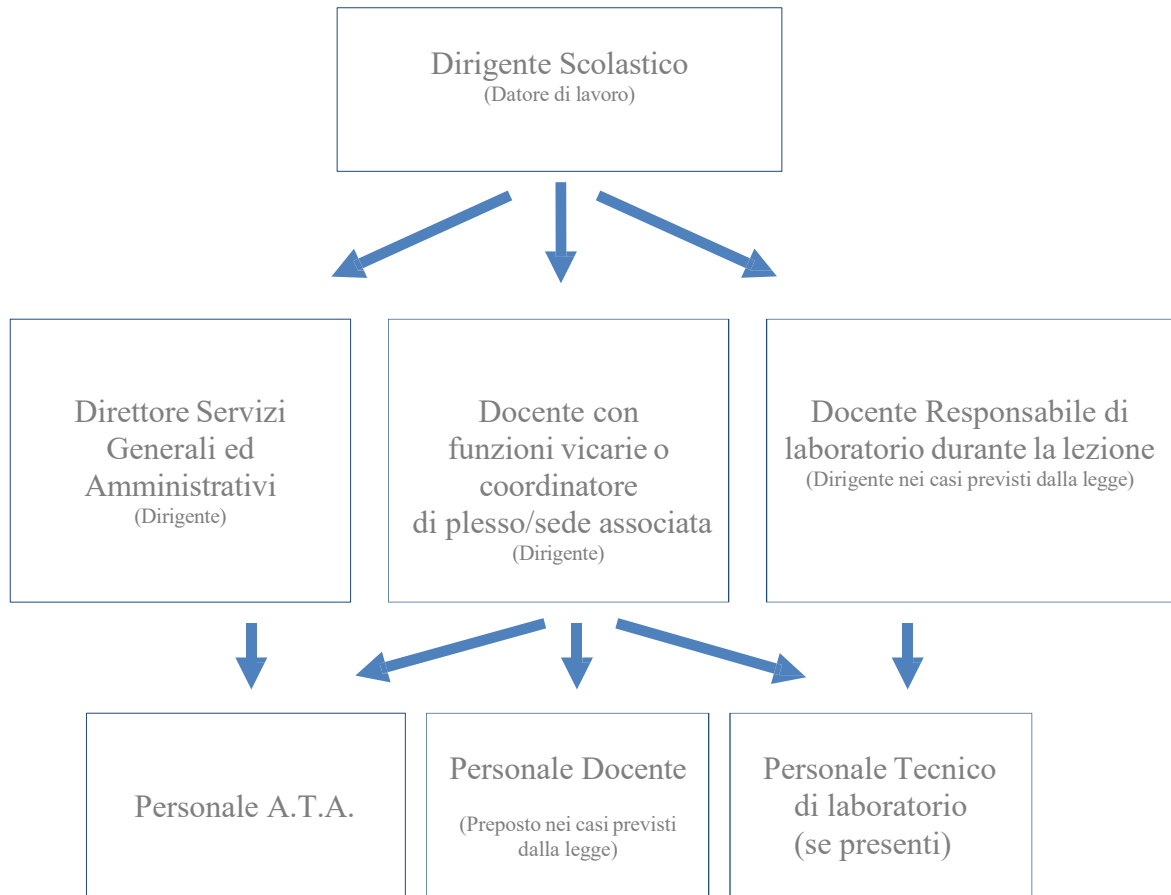 Dirigente Scolastico
(Datore di lavoro)
Direttore Servizi
Generali ed
Amministrativi
(Dirigente)
Docente con
funzioni vicarie o
coordinatore
di plesso/sede associata
(Dirigente)
Docente Responsabile di
laboratorio durante la lezione
(Dirigente nei casi previsti dalla legge)
Personale A.T.A.
Personale Docente
(Preposto nei casi previsti
dalla legge)
Personale Tecnico
di laboratorio
(se presenti)